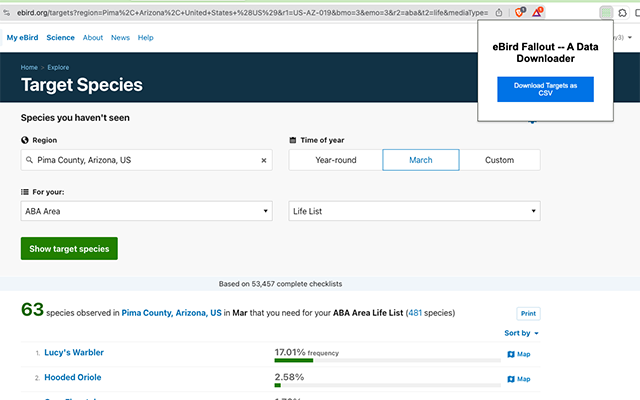 ebird.org/targets?region=Pima%2C+Arizona%2C+United+States+%28US%29&r1=US-AZ-019&bmo=3&emo=3&r2=aba&t2=life&mediaType=
My eBird Science About News Help
eBird Fallout -- A Data
Downloader
Download Targets as
CSV
Home > Explore
Target Species
Species you haven't seen
Region
Time of year
Pima County, Arizona, US ×
Year-round March Custom
For your:
ABA Area
Life List
Show target species
Based on 53,457 complete checklists
63 species observed in Pima County, Arizona, US in Mar that you need for your ABA Area Life List (481 species)
Print
Sort by
1. Lucy's Warbler 17.01% frequency Map
2. Hooded Oriole 2.58% Map